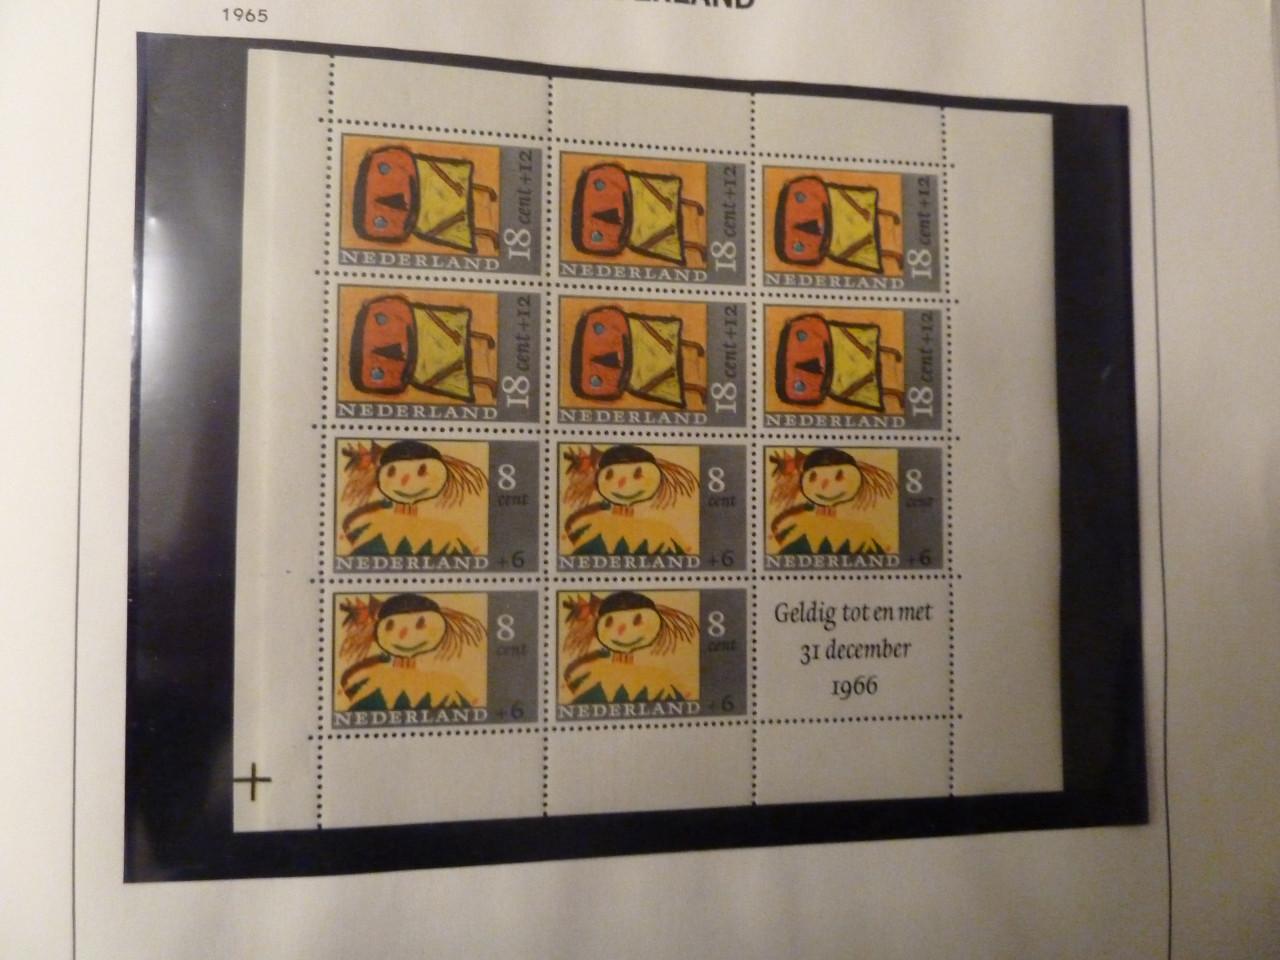 1965
NEDERLAND
18 cent +12
NEDERLAND
18 cent +12
NEDERLAND
18 cent +12
NEDERLAND
18 cent +12
NEDERLAND
18 cent +12
NEDERLAND
18 cent +12
NEDERLAND
8
cent
NEDERLAND +6
8
cent
NEDERLAND +6
8
cent
NEDERLAND +6
8
cent
NEDERLAND +6
8
cent
NEDERLAND +6
Geldig tot en met
31 december
1966